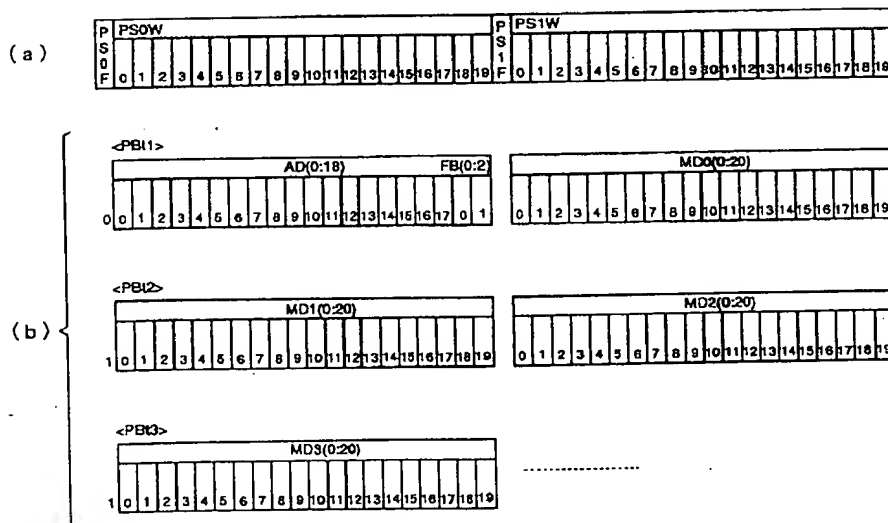 (a)
PS0F PS0W PS1F PS1W
0 1 2 3 4 5 6 7 8 9 10 11 12 13 14 15 16 17 18 19 0 1 2 3 4 5 6 7 8 9 11 12 13 14 15 16 17 18 19
(b)
<PBt1>
AD(0:18) FB(0:2) MD0(0:20)
0 0 1 2 3 4 5 6 7 8 9 10 11 12 13 14 15 16 17 0 1 0 1 2 3 4 5 6 7 8 9 10 11 12 13 14 15 16 17 18 19
<PBt2>
MD1(0:20) MD2(0:20)
1 0 1 2 3 4 5 6 7 8 9 10 11 12 13 14 15 16 17 18 19 0 1 2 3 4 5 6 7 8 9 10 11 12 13 14 15 16 17 18 19
<PBt3>
MD3(0:20)
1 0 1 2 3 4 5 6 7 8 9 10 11 12 13 14 15 16 17 18 19